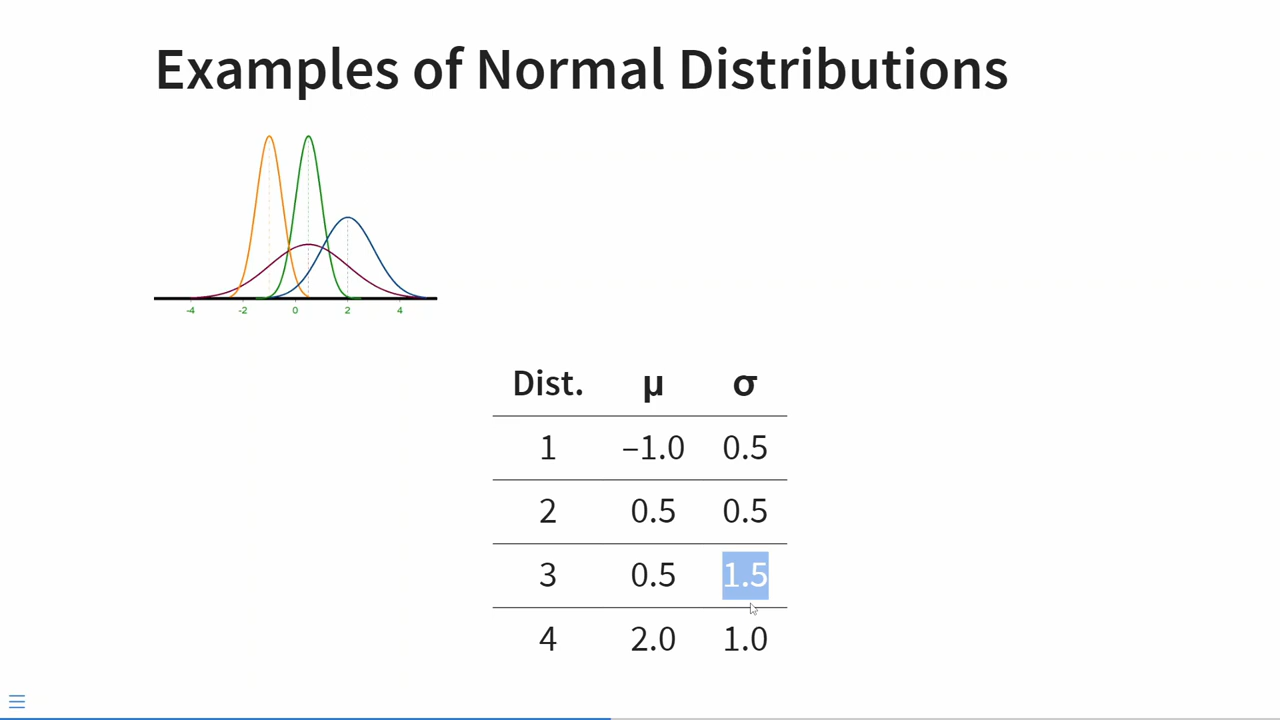 Examples of Normal Distributions
-4 -2 0 2 4
Dist. μ σ
1 –1.0 0.5
2 0.5 0.5
3 0.5 1.5
4 2.0 1.0